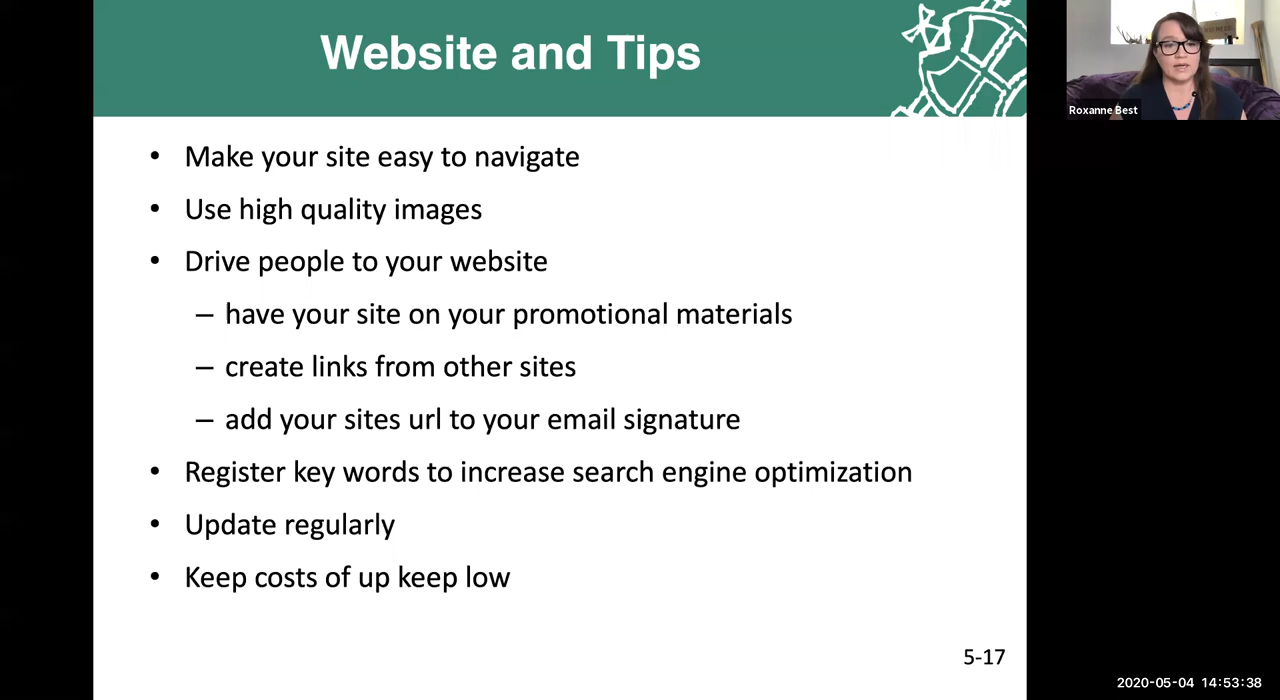 Website and Tips
• Make your site easy to navigate
• Use high quality images
• Drive people to your website
– have your site on your promotional materials
– create links from other sites
– add your sites url to your email signature
• Register key words to increase search engine optimization
• Update regularly
• Keep costs of up keep low
5-17
Roxanne Best
2020-05-04 14:53:38